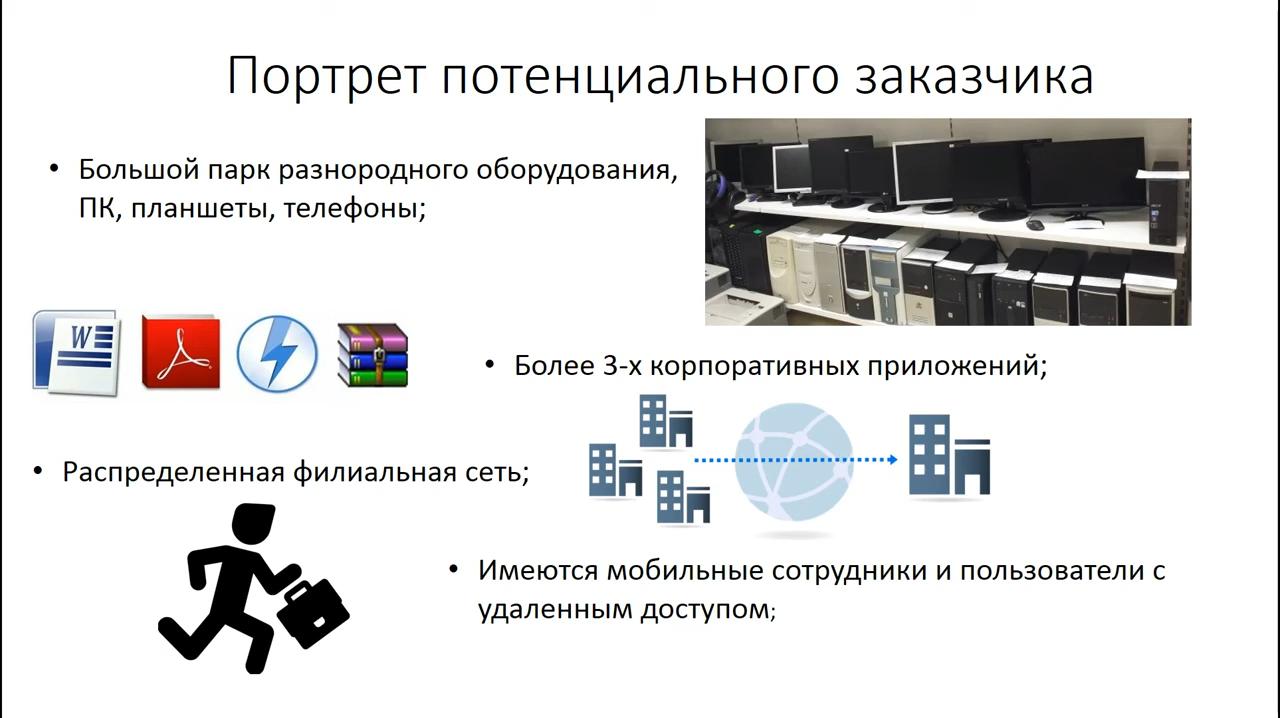 Портрет потенциального заказчика
• Большой парк разнородного оборудования,
ПК, планшеты, телефоны;
W
• Более 3-х корпоративных приложений;
• Распределенная филиальная сеть;
• Имеются мобильные сотрудники и пользователи с
удаленным доступом;